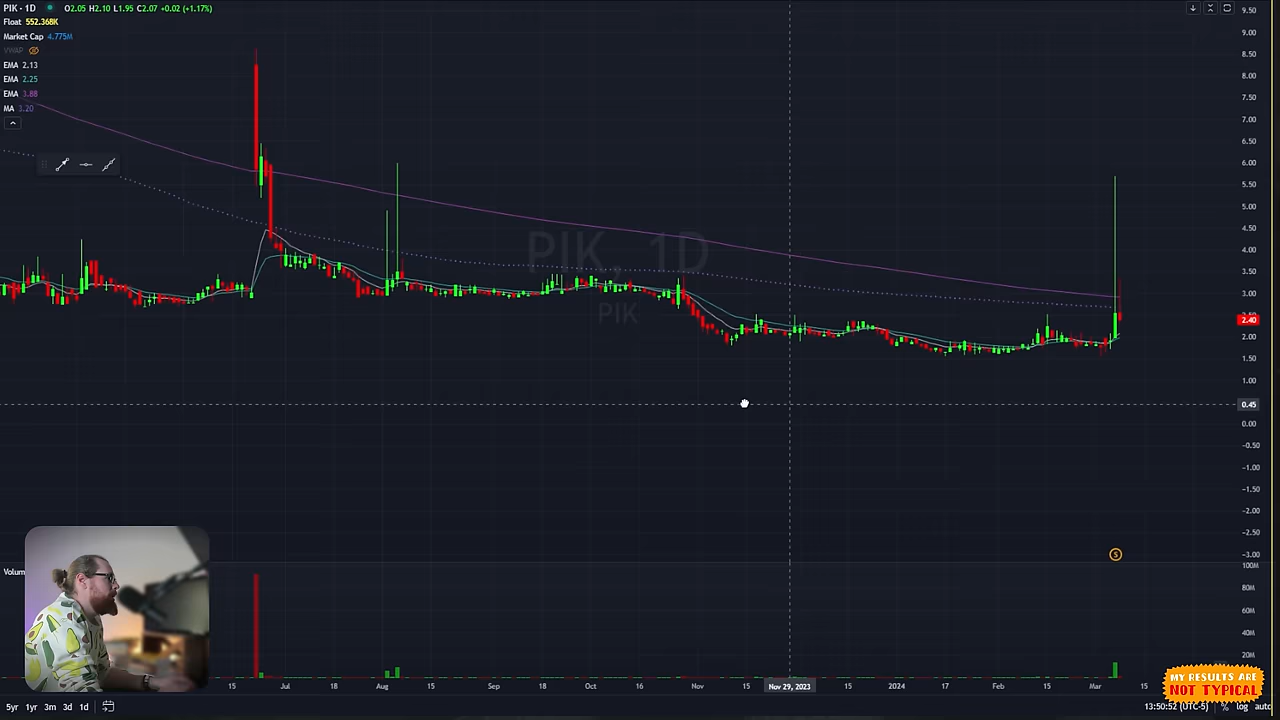 PIK · 1D O2.05 H2.10 L1.95 C2.07 +0.02 (+1.17%)
Float 552.368K
Market Cap 4.775M
VWAP
EMA 2.13
EMA 2.25
EMA 3.88
MA 3.20
PIK, 1D
PIK
9.50
9.00
8.50
8.00
7.50
7.00
6.50
6.00
5.50
5.00
4.50
4.00
3.50
3.00
2.40
2.00
1.50
1.00
0.45
0.00
−0.50
−1.00
−1.50
−2.00
−2.50
−3.00
S
100M
80M
60M
40M
20M
Volum
15 Jul 18 Aug 15 Sep 18 Oct 16 Nov 15 Nov 29, 2023 15 2024 17 Feb 15 Mar 15
MY RESULTS ARE
NOT TYPICAL
5yr 1yr 3m 3d 1d 13:50:52 (UTC-5) % log auto